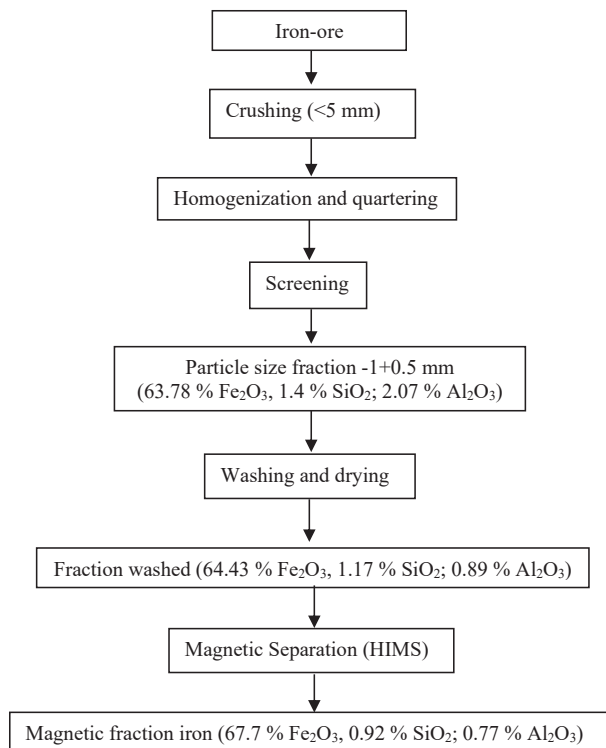 Iron-ore
Crushing (<5 mm)
Homogenization and quartering
Screening
Particle size fraction -1+0.5 mm
(63.78 % Fe₂O₃, 1.4 % SiO₂; 2.07 % Al₂O₃)
Washing and drying
Fraction washed (64.43 % Fe₂O₃, 1.17 % SiO₂; 0.89 % Al₂O₃)
Magnetic Separation (HIMS)
Magnetic fraction iron (67.7 % Fe₂O₃, 0.92 % SiO₂; 0.77 % Al₂O₃)